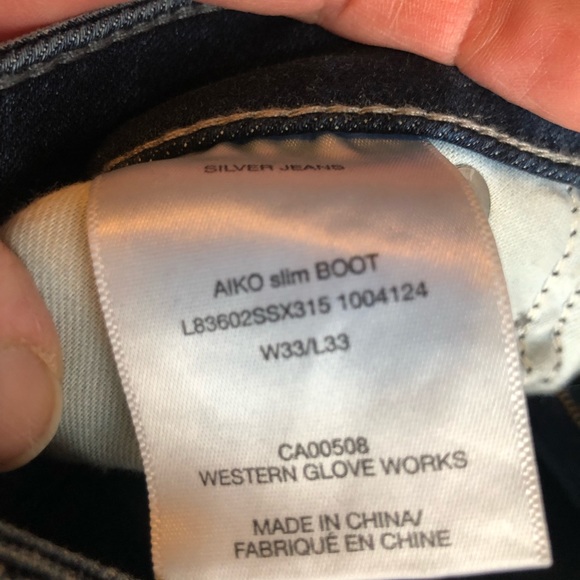 SILVER JEANS
AIKO slim BOOT
L83602SSX315 1004124
W33/L33
CA00508
WESTERN GLOVE WORKS
MADE IN CHINA/
FABRIQUÉ EN CHINE